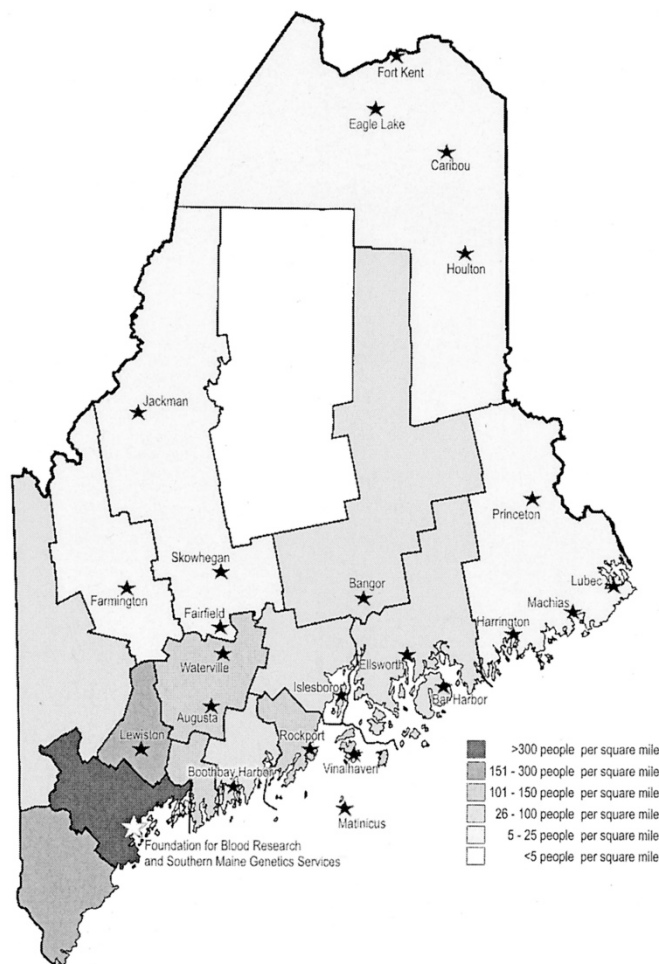 Fort Kent
Eagle Lake
Caribou
Houlton
Jackman
Princeton
Skowhegan
Bangor
Lubec
Farmington
Machias
Fairfield
Harrington
Waterville
Ellsworth
Islesboro
Bar Harbor
Augusta
Lewiston
Rockport
Boothbay Harbor
Vinalhaven
Matinicus
>300 people per square mile
151 - 300 people per square mile
101 - 150 people per square mile
26 - 100 people per square mile
5 - 25 people per square mile
<5 people per square mile
Foundation for Blood Research
and Southern Maine Genetics Services